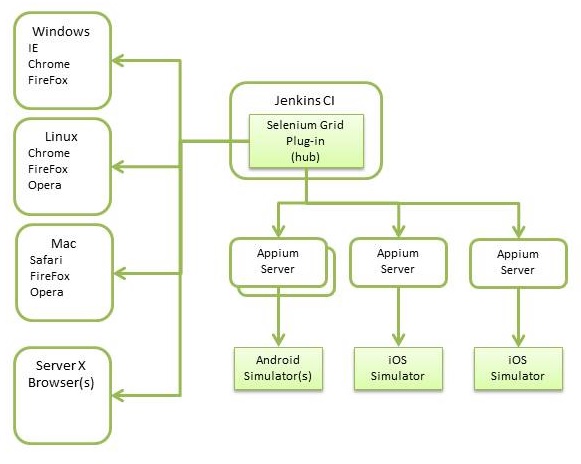 Windows
IE
Chrome
FireFox
Linux
Chrome
FireFox
Opera
Mac
Safari
FireFox
Opera
Server X
Browser(s)
Jenkins CI
Selenium Grid
Plug-in
(hub)
Appium
Server
Appium
Server
Appium
Server
Android
Simulator(s)
iOS
Simulator
iOS
Simulator